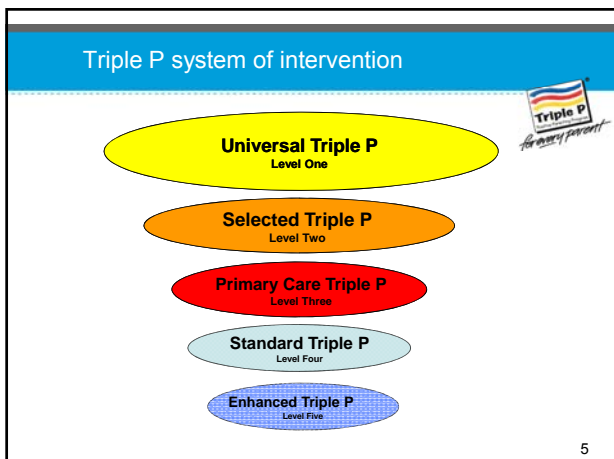 Triple P system of intervention
Triple P
for every parent
Universal Triple P
Level One
Selected Triple P
Level Two
Primary Care Triple P
Level Three
Standard Triple P
Level Four
Enhanced Triple P
Level Five
5